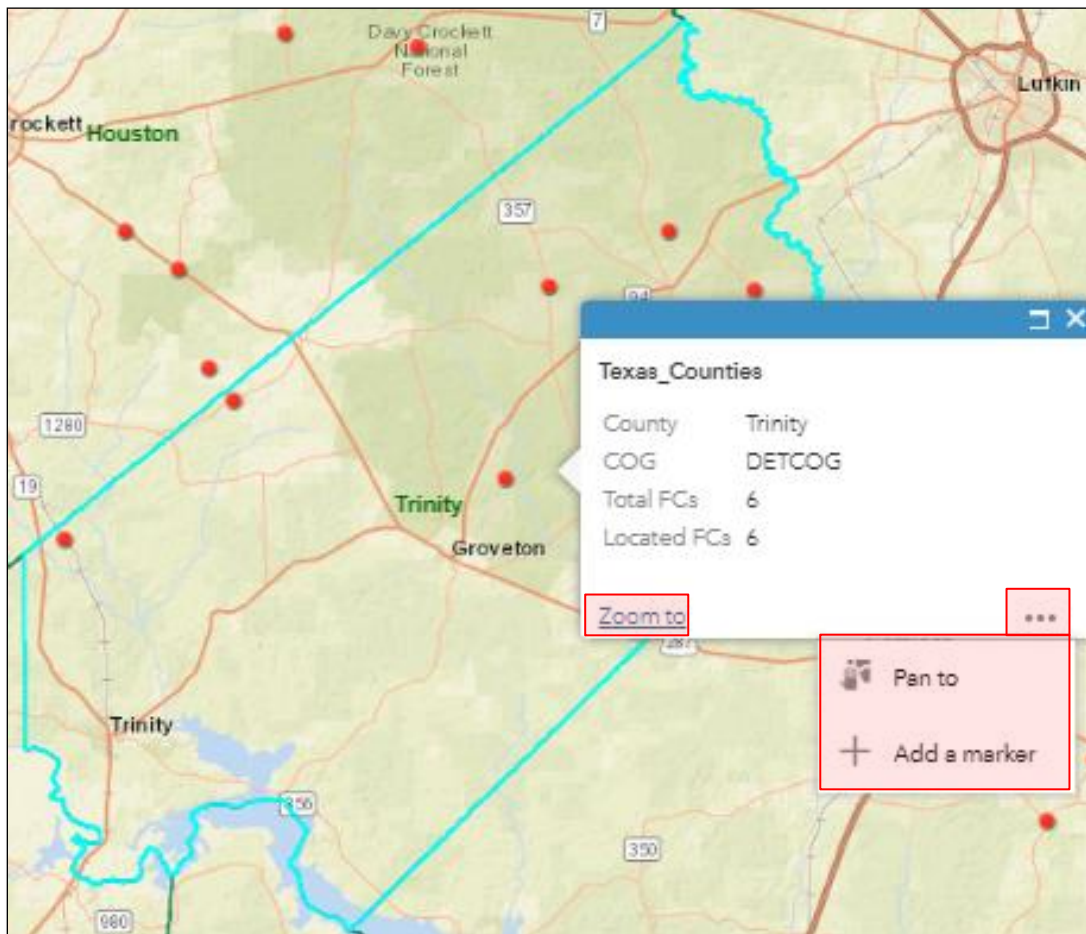 7
Davy Crockett
National
Forest
Lufkin
rockett
Houston
357
94
Texas_Counties
County Trinity
COG DETCOG
Total FCs 6
Located FCs 6
1280
19
Trinity
Groveton
Zoom to
287
Pan to
Trinity
Add a marker
356
350
980